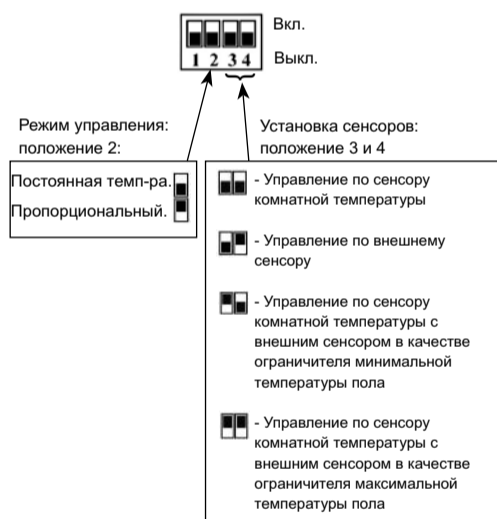 Вкл.
1 2 3 4
Выкл.
Режим управления:
положение 2:
Постоянная темп-ра.
Пропорциональный.
Установка сенсоров:
положение 3 и 4
- Управление по сенсору
комнатной температуры
- Управление по внешнему
сенсору
- Управление по сенсору
комнатной температуры с
внешним сенсором в качестве
ограничителя минимальной
температуры пола
- Управление по сенсору
комнатной температуры с
внешним сенсором в качестве
ограничителя максимальной
температуры пола